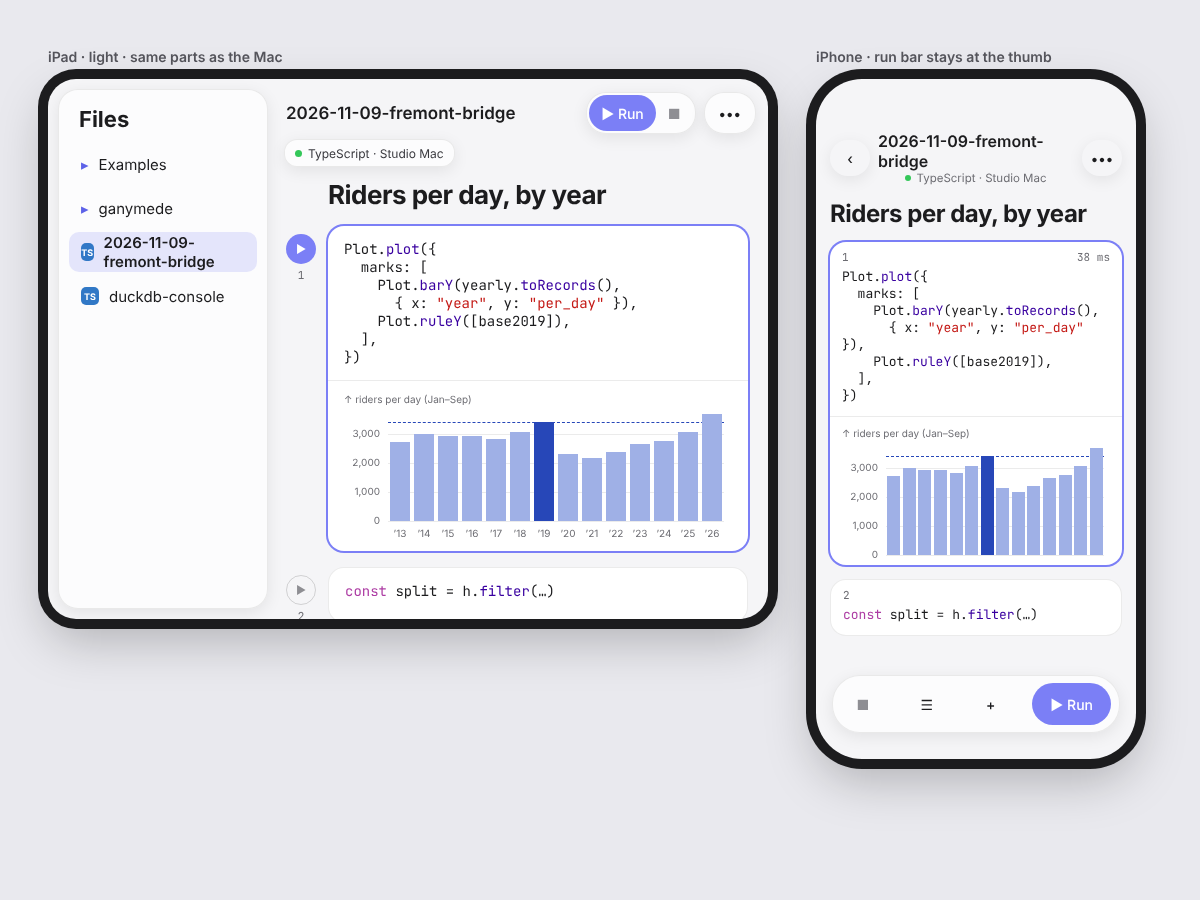 iPad · light · same parts as the Mac
Files
Examples
ganymede
TS
2026-11-09-
fremont-bridge
TS
duckdb-console
2026-11-09-fremont-bridge
Run
TypeScript · Studio Mac
Riders per day, by year
1
Plot.plot({
  marks: [
    Plot.barY(yearly.toRecords(),
      { x: "year", y: "per_day" }),
    Plot.ruleY([base2019]),
  ],
})
↑ riders per day (Jan–Sep)
3,000
2,000
1,000
0
’13 ’14 ’15 ’16 ’17 ’18 ’19 ’20 ’21 ’22 ’23 ’24 ’25 ’26
2
const split = h.filter(…)
iPhone · run bar stays at the thumb
2026-11-09-fremont-
bridge
TypeScript · Studio Mac
Riders per day, by year
1 38 ms
Plot.plot({
  marks: [
    Plot.barY(yearly.toRecords(),
      { x: "year", y: "per_day"
}),
    Plot.ruleY([base2019]),
  ],
})
↑ riders per day (Jan–Sep)
3,000
2,000
1,000
0
2
const split = h.filter(…)
Run